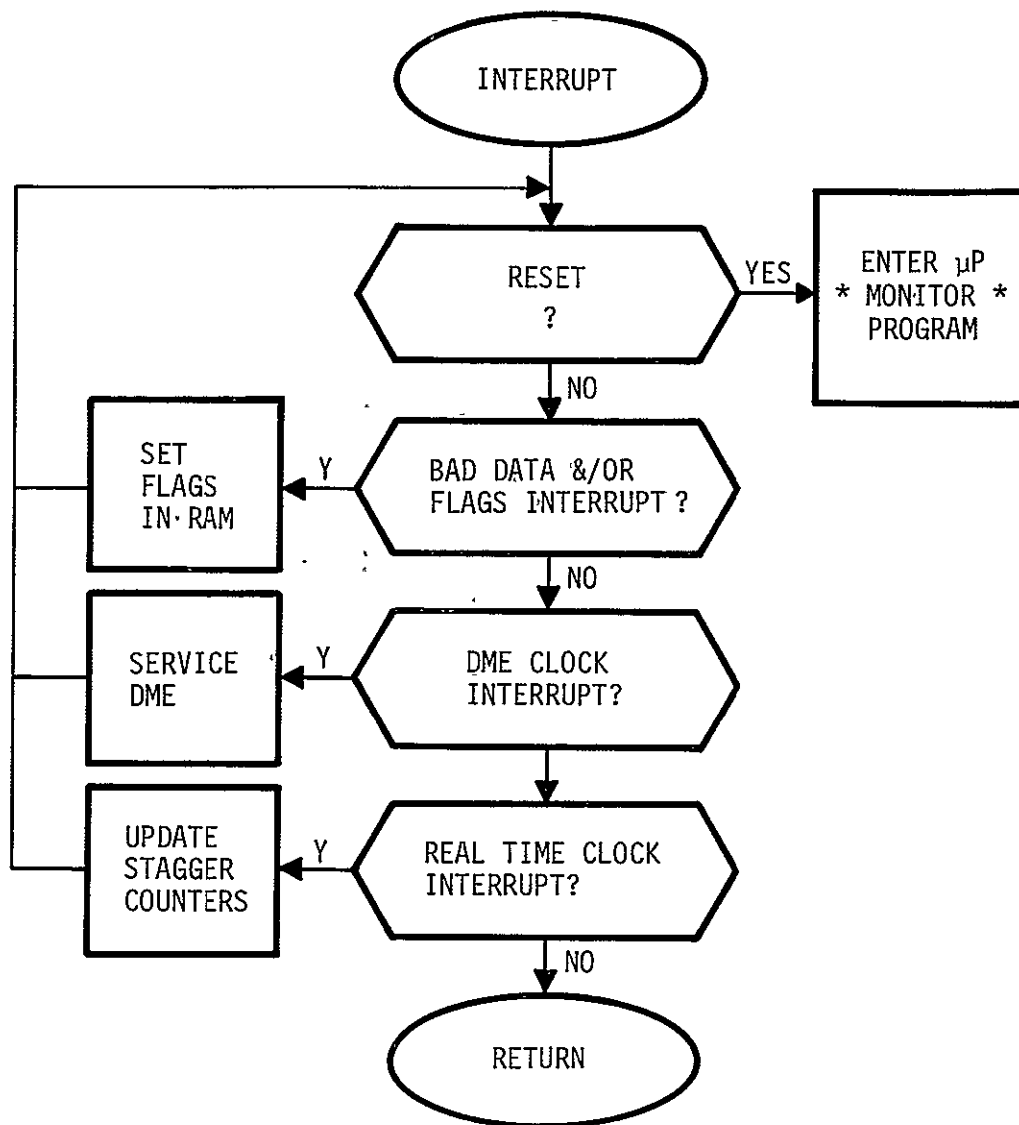 INTERRUPT
RESET
?
YES
ENTER µP
* MONITOR *
PROGRAM
NO
SET
FLAGS
IN RAM
Y
BAD DATA &/OR
FLAGS INTERRUPT ?
NO
SERVICE
DME
Y
DME CLOCK
INTERRUPT?
UPDATE
STAGGER
COUNTERS
Y
REAL TIME CLOCK
INTERRUPT?
NO
RETURN